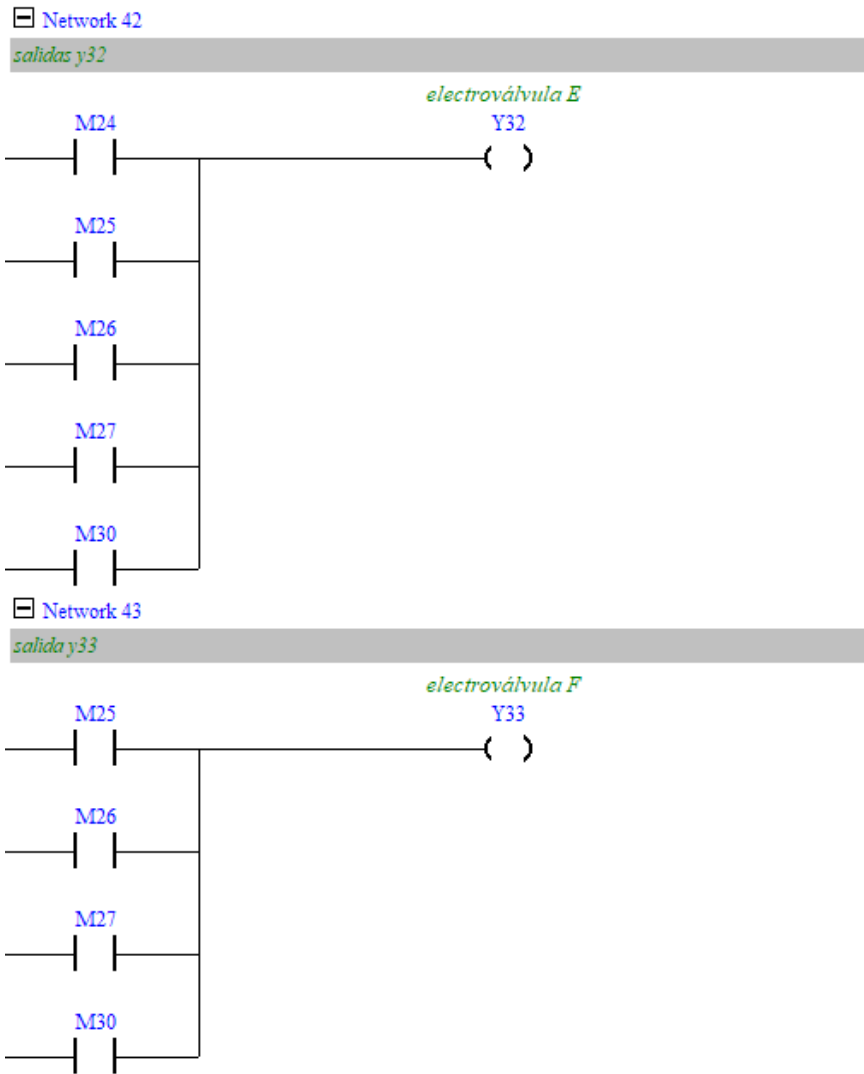 Network 42
salidas y32
electroválvula E
M24
Y32
M25
M26
M27
M30
Network 43
salida y33
electroválvula F
M25
Y33
M26
M27
M30